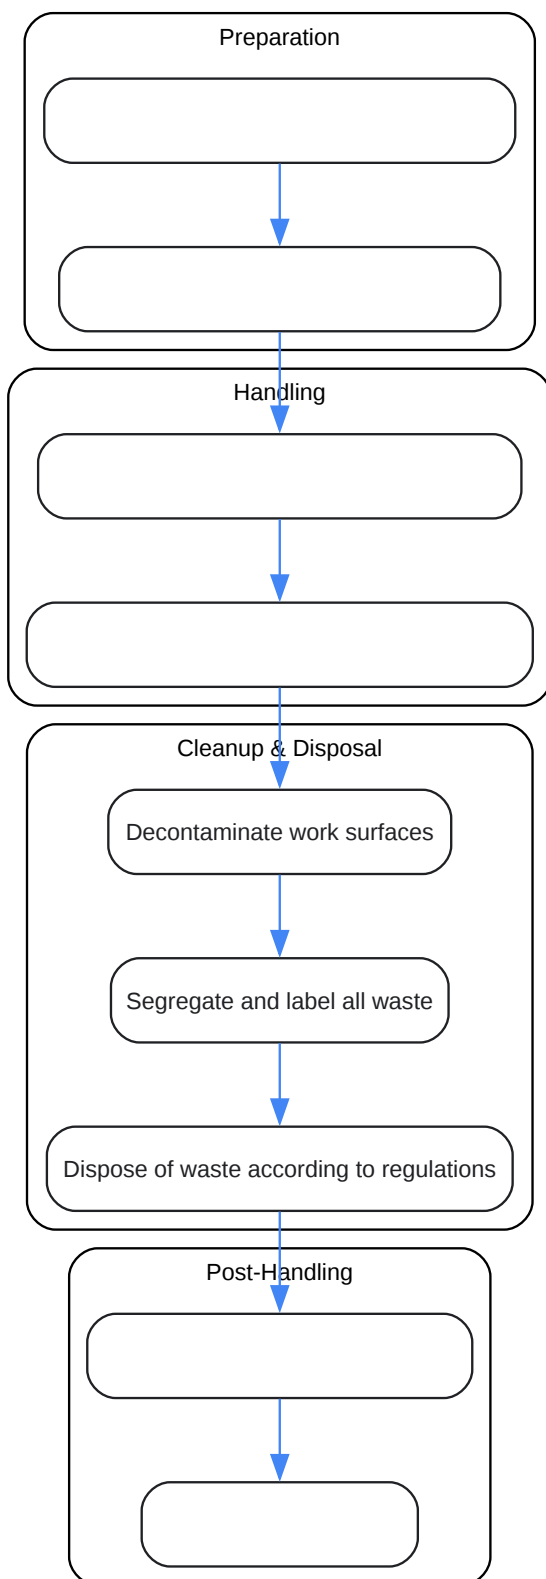 Preparation
Handling
Cleanup & Disposal
Decontaminate work surfaces
Segregate and label all waste
Dispose of waste according to regulations
Post-Handling